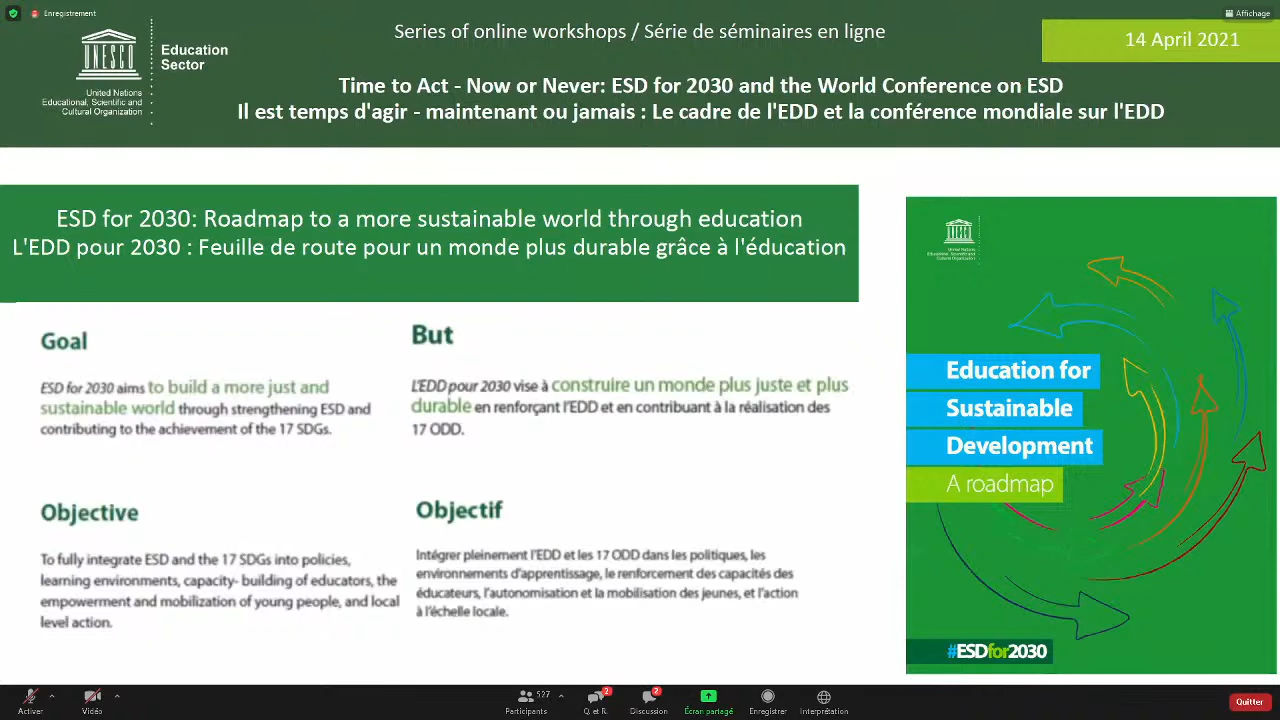 Enregistrement
Affichage
UNESCO
Education
Sector
United Nations
Educational, Scientific and
Cultural Organization
Series of online workshops / Série de séminaires en ligne
14 April 2021
Time to Act - Now or Never: ESD for 2030 and the World Conference on ESD
Il est temps d'agir - maintenant ou jamais : Le cadre de l'EDD et la conférence mondiale sur l'EDD
ESD for 2030: Roadmap to a more sustainable world through education
L'EDD pour 2030 : Feuille de route pour un monde plus durable grâce à l'éducation
Goal
ESD for 2030 aims to build a more just and
sustainable world through strengthening ESD and
contributing to the achievement of the 17 SDGs.
But
L'EDD pour 2030 vise à construire un monde plus juste et plus
durable en renforçant l'EDD et en contribuant à la réalisation des
17 ODD.
Objective
To fully integrate ESD and the 17 SDGs into policies,
learning environments, capacity- building of educators, the
empowerment and mobilization of young people, and local
level action.
Objectif
Intégrer pleinement l'EDD et les 17 ODD dans les politiques, les
environnements d'apprentissage, le renforcement des capacités des
éducateurs, l'autonomisation et la mobilisation des jeunes, et l'action
à l'échelle locale.
United Nations
Educational, Scientific and
Cultural Organization
Education for
Sustainable
Development
A roadmap
#ESDfor2030
Activer
Vidéo
527
Participants
2
Q. et R.
2
Discussion
Écran partagé
Enregistrer
Interprétation
Quitter